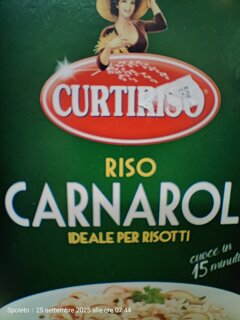 CURTIRISO
RISO
CARNAROL
IDEALE PER RISOTTI
cuoce in
15 minuti
Spoleto | 25 settembre 2025 alle ore 07:44